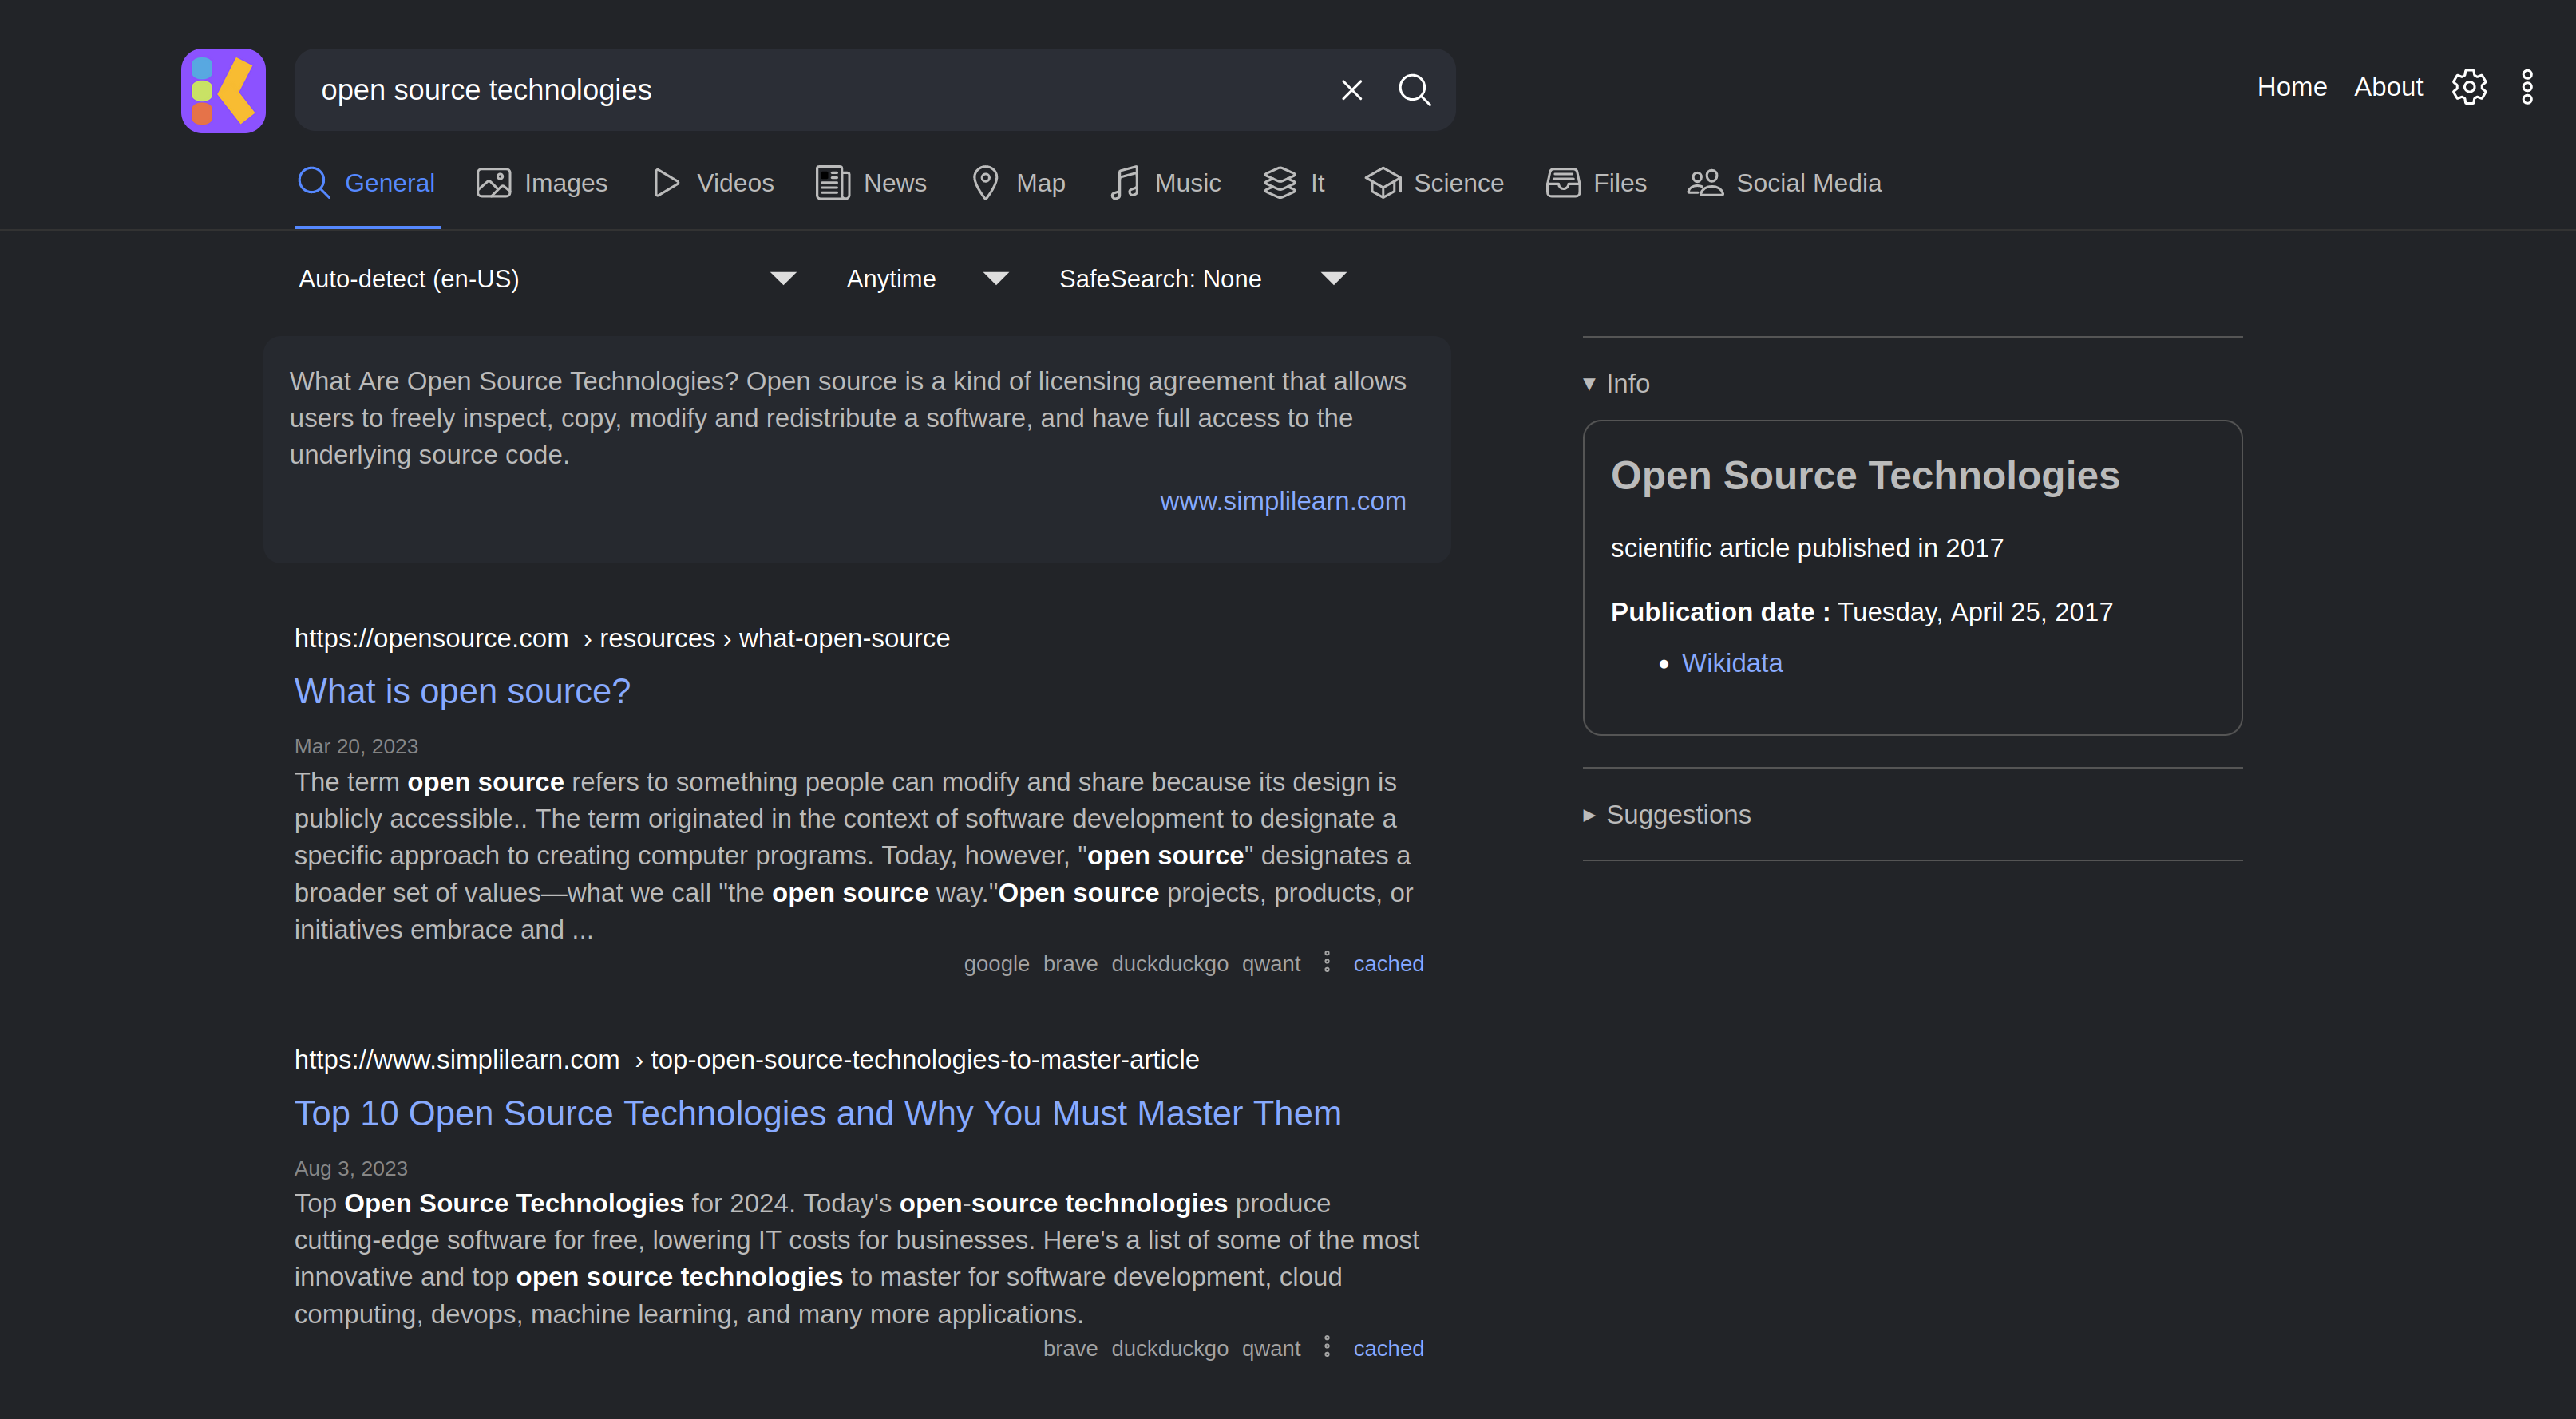 open source technologies
Home About
General Images Videos News Map Music It Science Files Social Media
Auto-detect (en-US) Anytime SafeSearch: None
What Are Open Source Technologies? Open source is a kind of licensing agreement that allows
users to freely inspect, copy, modify and redistribute a software, and have full access to the
underlying source code.
www.simplilearn.com
https://opensource.com › resources › what-open-source
What is open source?
Mar 20, 2023
The term open source refers to something people can modify and share because its design is
publicly accessible.. The term originated in the context of software development to designate a
specific approach to creating computer programs. Today, however, "open source" designates a
broader set of values—what we call "the open source way."Open source projects, products, or
initiatives embrace and ...
google brave duckduckgo qwant cached
https://www.simplilearn.com › top-open-source-technologies-to-master-article
Top 10 Open Source Technologies and Why You Must Master Them
Aug 3, 2023
Top Open Source Technologies for 2024. Today's open-source technologies produce
cutting-edge software for free, lowering IT costs for businesses. Here's a list of some of the most
innovative and top open source technologies to master for software development, cloud
computing, devops, machine learning, and many more applications.
brave duckduckgo qwant cached
Info
Open Source Technologies
scientific article published in 2017
Publication date : Tuesday, April 25, 2017
Wikidata
Suggestions